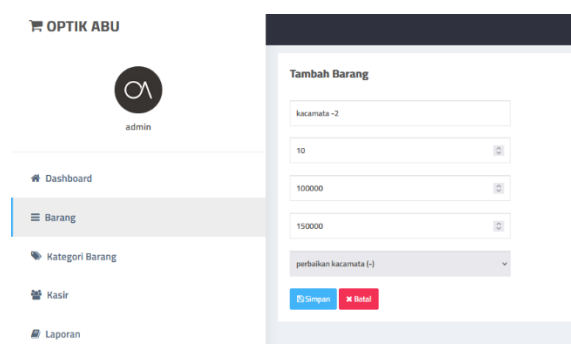 OPTIK ABU
admin
Dashboard
Barang
Kategori Barang
Kasir
Laporan
Tambah Barang
kacamata -2
10
100000
150000
perbaikan kacamata (-)
Simpan
Batal